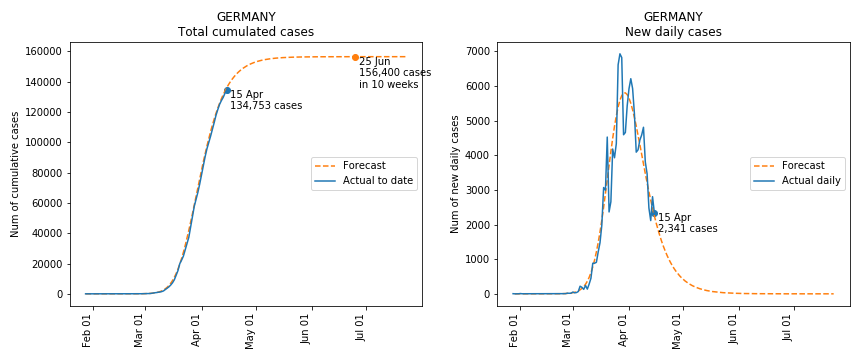 GERMANY
Total cumulated cases
Num of cumulative cases
160000
140000
120000
100000
80000
60000
40000
20000
0
25 Jun
156,400 cases
in 10 weeks
15 Apr
134,753 cases
Forecast
Actual to date
Feb 01
Mar 01
Apr 01
May 01
Jun 01
Jul 01
GERMANY
New daily cases
Num of new daily cases
7000
6000
5000
4000
3000
2000
1000
0
15 Apr
2,341 cases
Forecast
Actual daily
Feb 01
Mar 01
Apr 01
May 01
Jun 01
Jul 01